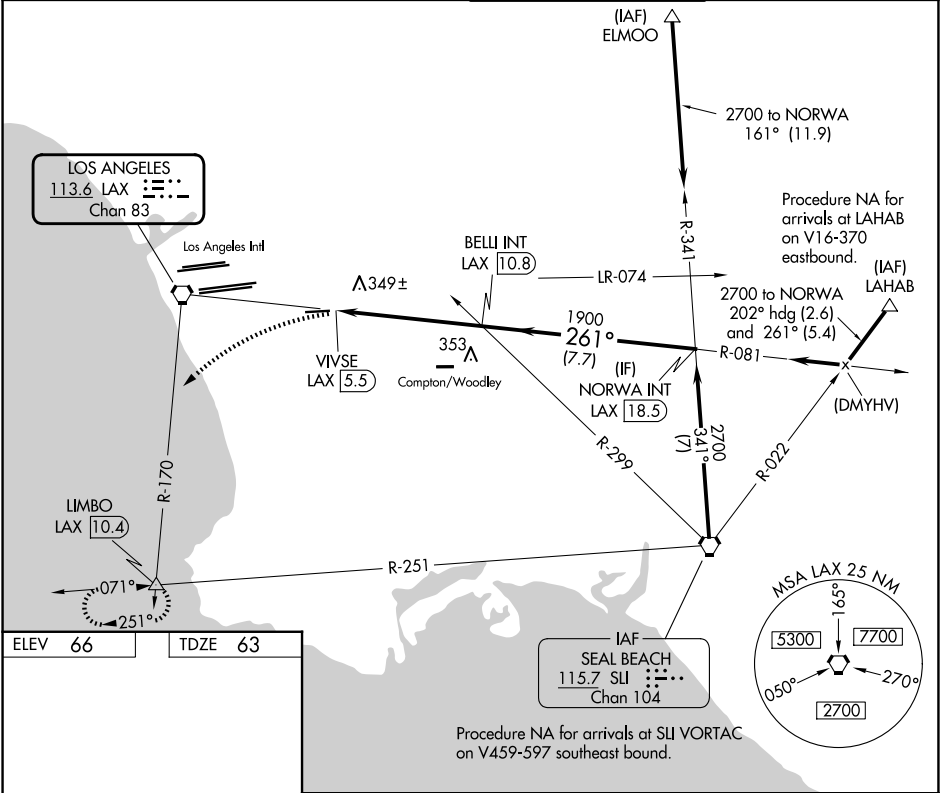 (IAF)
ELMOO
2700 to NORWA
161° (11.9)
LOS ANGELES
113.6 LAX
Chan 83
Los Angeles Intl
Procedure NA for
arrivals at LAHAB
on V16-370
eastbound.
(IAF)
LAHAB
R-341
BELLI INT
LAX 10.8
LR-074
349±
2700 to NORWA
202° hdg (2.6)
and 261° (5.4)
1900
261°
(7.7)
R-081
353
Compton/Woodley
VIVSE
LAX 5.5
(IF)
NORWA INT
LAX 18.5
(DMYHV)
2700
341°
(7)
R-299
R-022
R-170
LIMBO
LAX 10.4
R-251
071°
251°
MSA LAX 25 NM
165°
5300
7700
050°
270°
2700
ELEV 66
TDZE 63
IAF
SEAL BEACH
115.7 SLI
Chan 104
Procedure NA for arrivals at SLI VORTAC
on V459-597 southeast bound.